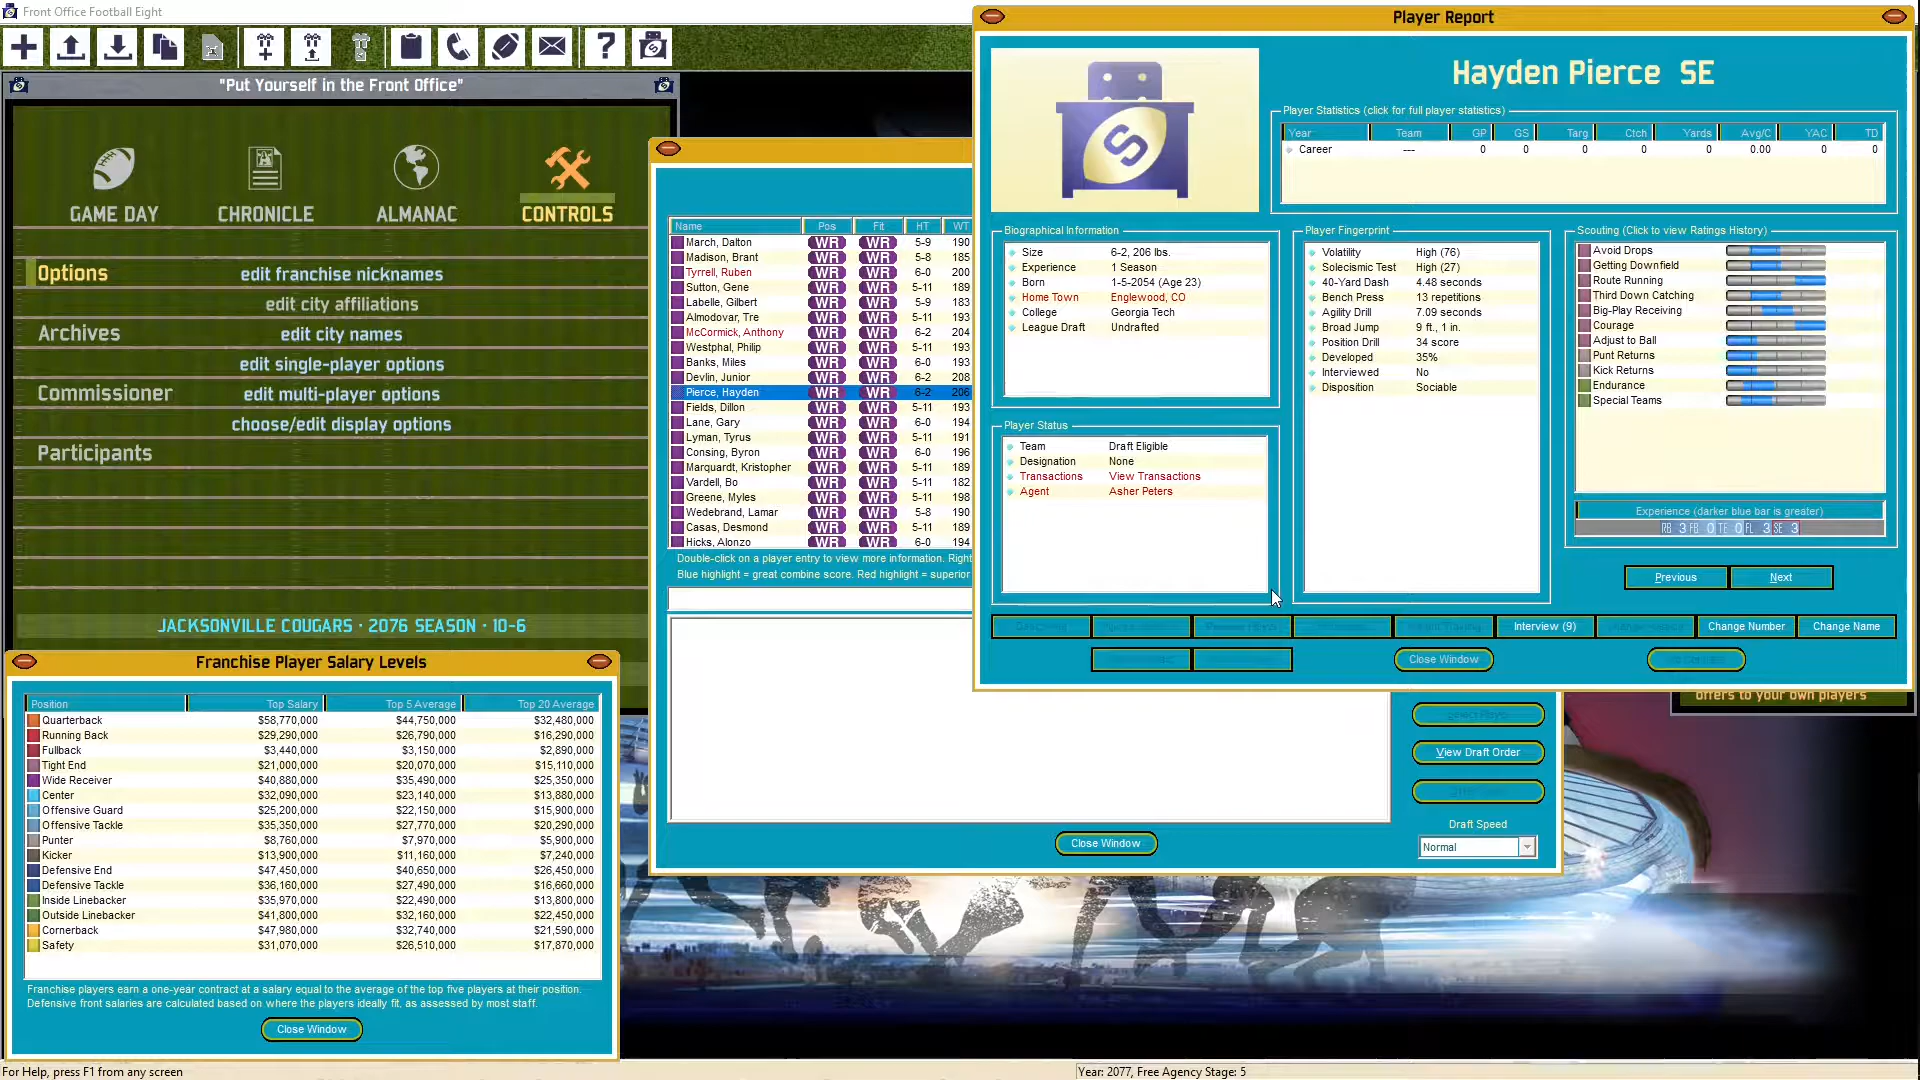 Front Office Football Eight
"Put Yourself in the Front Office"
GAME DAY
CHRONICLE
ALMANAC
CONTROLS
Options
edit franchise nicknames
edit city affiliations
Archives
edit city names
edit single-player options
Commissioner
edit multi-player options
choose/edit display options
Participants
JACKSONVILLE COUGARS · 2076 SEASON · 10-6
Franchise Player Salary Levels
Position Top Salary Top 5 Average Top 20 Average
Quarterback $58,770,000 $44,750,000 $32,480,000
Running Back $29,290,000 $26,790,000 $16,290,000
Fullback $3,440,000 $3,150,000 $2,890,000
Tight End $21,000,000 $20,070,000 $15,110,000
Wide Receiver $40,880,000 $35,490,000 $25,350,000
Center $32,090,000 $23,140,000 $13,880,000
Offensive Guard $25,200,000 $22,150,000 $15,900,000
Offensive Tackle $35,350,000 $27,770,000 $20,290,000
Punter $8,760,000 $7,970,000 $5,900,000
Kicker $13,900,000 $11,160,000 $7,240,000
Defensive End $47,450,000 $40,650,000 $26,450,000
Defensive Tackle $36,160,000 $27,490,000 $16,660,000
Inside Linebacker $35,970,000 $22,490,000 $13,800,000
Outside Linebacker $41,800,000 $32,160,000 $22,450,000
Cornerback $47,980,000 $32,740,000 $21,590,000
Safety $31,070,000 $26,510,000 $17,870,000
Franchise players earn a one-year contract at a salary equal to the average of the top five players at their position.
Defensive front salaries are calculated based on where the players ideally fit, as assessed by most staff.
Close Window
Name Pos Fit HT WT
March, Dalton WR WR 5-9 190
Madison, Brant WR WR 5-8 185
Tyrrell, Ruben WR WR 6-0 200
Sutton, Gene WR WR 5-11 189
Labelle, Gilbert WR WR 5-9 183
Almodovar, Tre WR WR 5-11 193
McCormick, Anthony WR WR 6-2 204
Westphal, Philip WR WR 5-11 193
Banks, Miles WR WR 6-0 193
Devlin, Junior WR WR 6-2 208
Pierce, Hayden WR WR 6-2 206
Fields, Dillon WR WR 5-11 193
Lane, Gary WR WR 6-0 194
Lyman, Tyrus WR WR 5-11 191
Consing, Byron WR WR 6-0 196
Marquardt, Kristopher WR WR 5-11 189
Vardell, Bo WR WR 5-11 182
Greene, Myles WR WR 5-11 198
Wedebrand, Lamar WR WR 5-8 190
Casas, Desmond WR WR 5-11 189
Hicks, Alonzo WR WR 6-0 194
Double-click on a player entry to view more information. Right
Blue highlight = great combine score. Red highlight = superior
View Draft Order
Draft Speed
Normal
Close Window
Player Report
Hayden Pierce SE
Player Statistics (click for full player statistics)
Year Team GP GS Targ Ctch Yards Avg/C YAC TD
Career --- 0 0 0 0 0 0.00 0 0
Biographical Information
Size 6-2, 206 lbs.
Experience 1 Season
Born 1-5-2054 (Age 23)
Home Town Englewood, CO
College Georgia Tech
League Draft Undrafted
Player Status
Team Draft Eligible
Designation None
Transactions View Transactions
Agent Asher Peters
Player Fingerprint
Volatility High (76)
Solecismic Test High (27)
40-Yard Dash 4.48 seconds
Bench Press 13 repetitions
Agility Drill 7.09 seconds
Broad Jump 9 ft., 1 in.
Position Drill 34 score
Developed 35%
Interviewed No
Disposition Sociable
Scouting (Click to view Ratings History)
Avoid Drops
Getting Downfield
Route Running
Third Down Catching
Big-Play Receiving
Courage
Adjust to Ball
Punt Returns
Kick Returns
Endurance
Special Teams
Experience (darker blue bar is greater)
RB 3 FB 0 TE 0 FL 3 SE 3
Previous
Next
Interview (9)
Change Number
Change Name
Close Window
offers to your own players
For Help, press F1 from any screen
Year: 2077, Free Agency Stage: 5